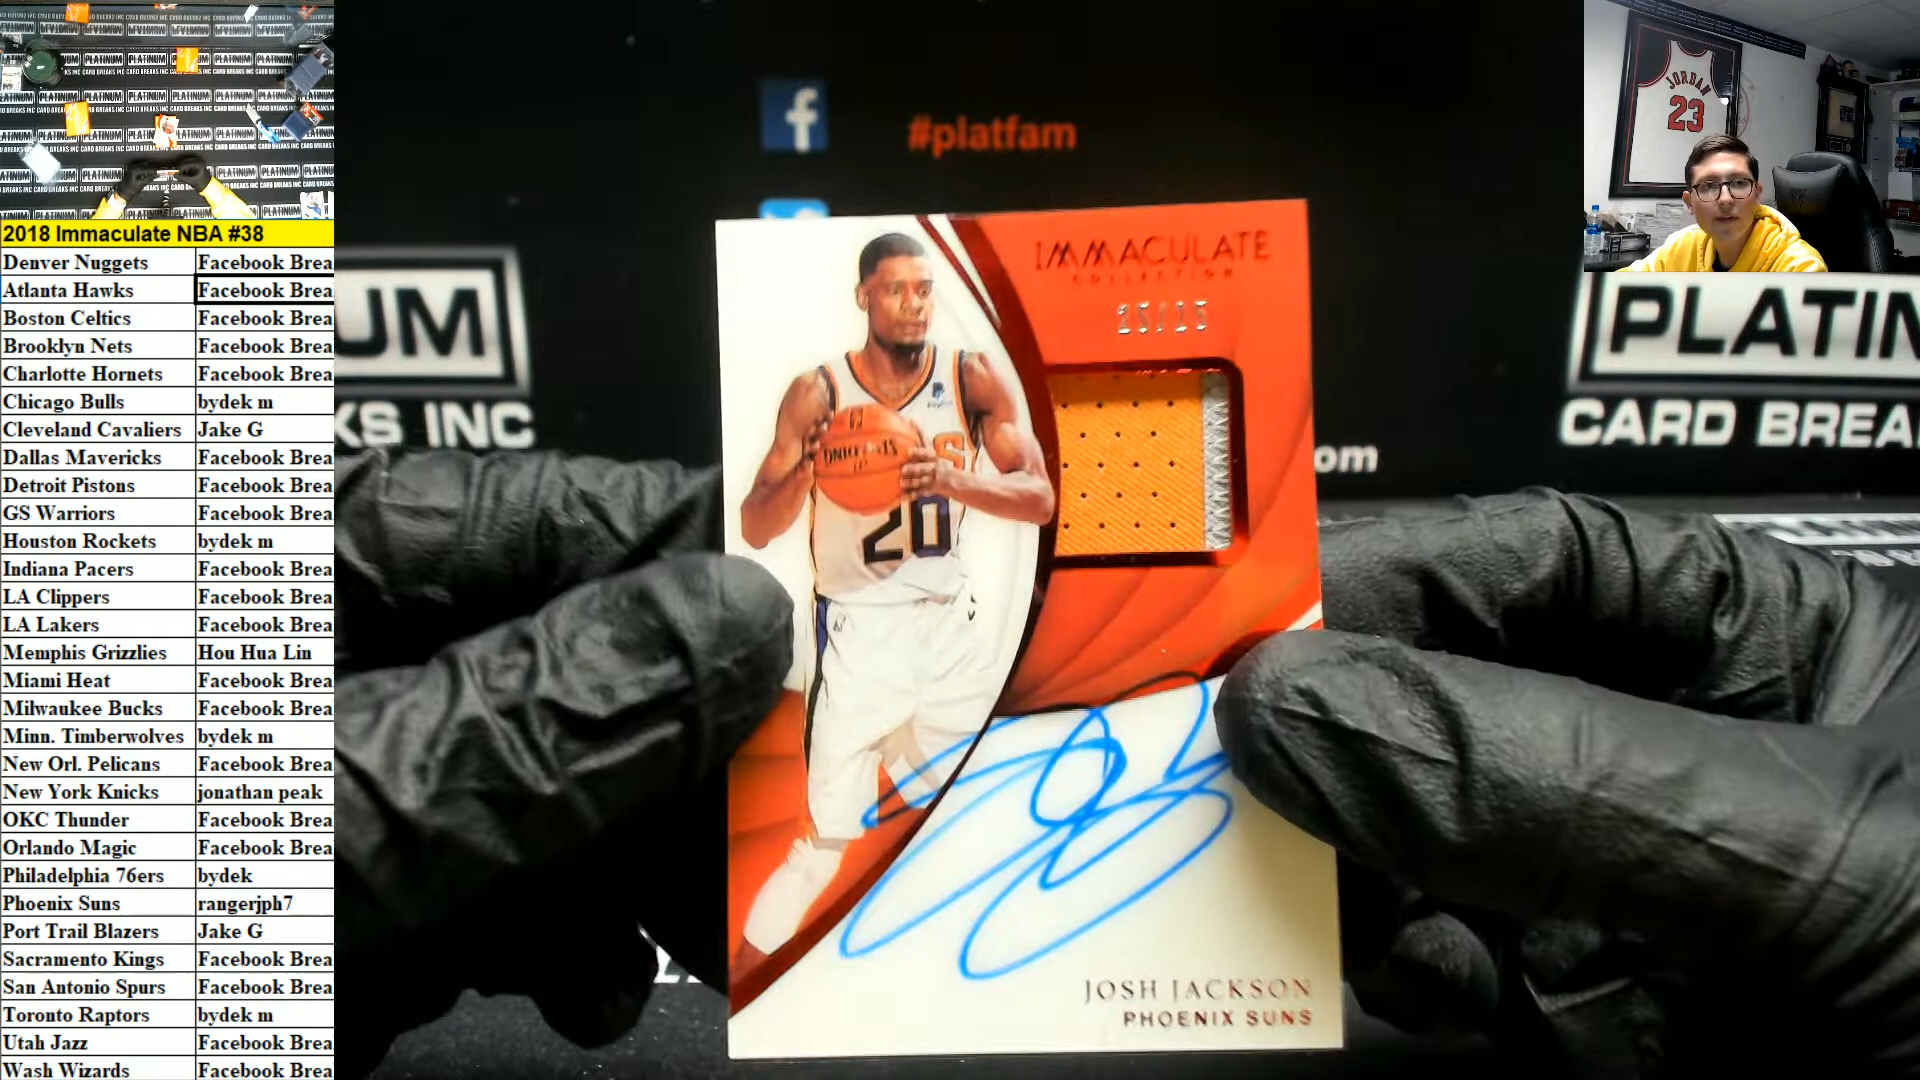 2018 Immaculate NBA #38
Denver Nuggets Facebook Brea
Atlanta Hawks Facebook Brea
Boston Celtics Facebook Brea
Brooklyn Nets Facebook Brea
Charlotte Hornets Facebook Brea
Chicago Bulls bydek m
Cleveland Cavaliers Jake G
Dallas Mavericks Facebook Brea
Detroit Pistons Facebook Brea
GS Warriors Facebook Brea
Houston Rockets bydek m
Indiana Pacers Facebook Brea
LA Clippers Facebook Brea
LA Lakers Facebook Brea
Memphis Grizzlies Hou Hua Lin
Miami Heat Facebook Brea
Milwaukee Bucks Facebook Brea
Minn. Timberwolves bydek m
New Orl. Pelicans Facebook Brea
New York Knicks jonathan peak
OKC Thunder Facebook Brea
Orlando Magic Facebook Brea
Philadelphia 76ers bydek
Phoenix Suns rangerjph7
Port Trail Blazers Jake G
Sacramento Kings Facebook Brea
San Antonio Spurs Facebook Brea
Toronto Raptors bydek m
Utah Jazz Facebook Brea
Wash Wizards Facebook Brea
f
#platfam
UM
KS INC
om
PLATIN
CARD BREA
IMMACULATE
COLLECTION
20
JOSH JACKSON
PHOENIX SUNS
JORDAN
23